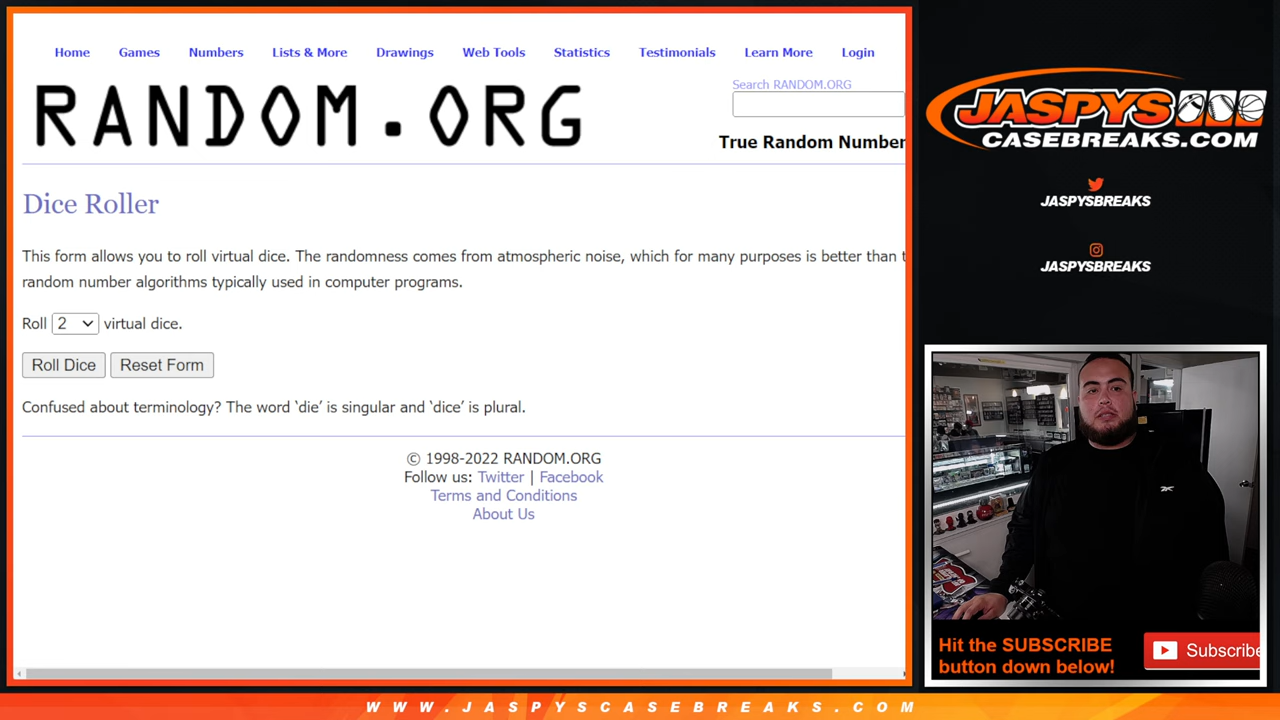 Home Games Numbers Lists & More Drawings Web Tools Statistics Testimonials Learn More Login
RANDOM.ORG
Search RANDOM.ORG
True Random Number
Dice Roller
This form allows you to roll virtual dice. The randomness comes from atmospheric noise, which for many purposes is better than t
random number algorithms typically used in computer programs.
Roll 2 virtual dice.
Roll Dice Reset Form
Confused about terminology? The word ‘die’ is singular and ‘dice’ is plural.
© 1998-2022 RANDOM.ORG
Follow us: Twitter | Facebook
Terms and Conditions
About Us
JASPYS
CASEBREAKS.COM
JASPYSBREAKS
JASPYSBREAKS
Hit the SUBSCRIBE
button down below!
Subscribe
WWW.JASPYSCASEBREAKS.COM